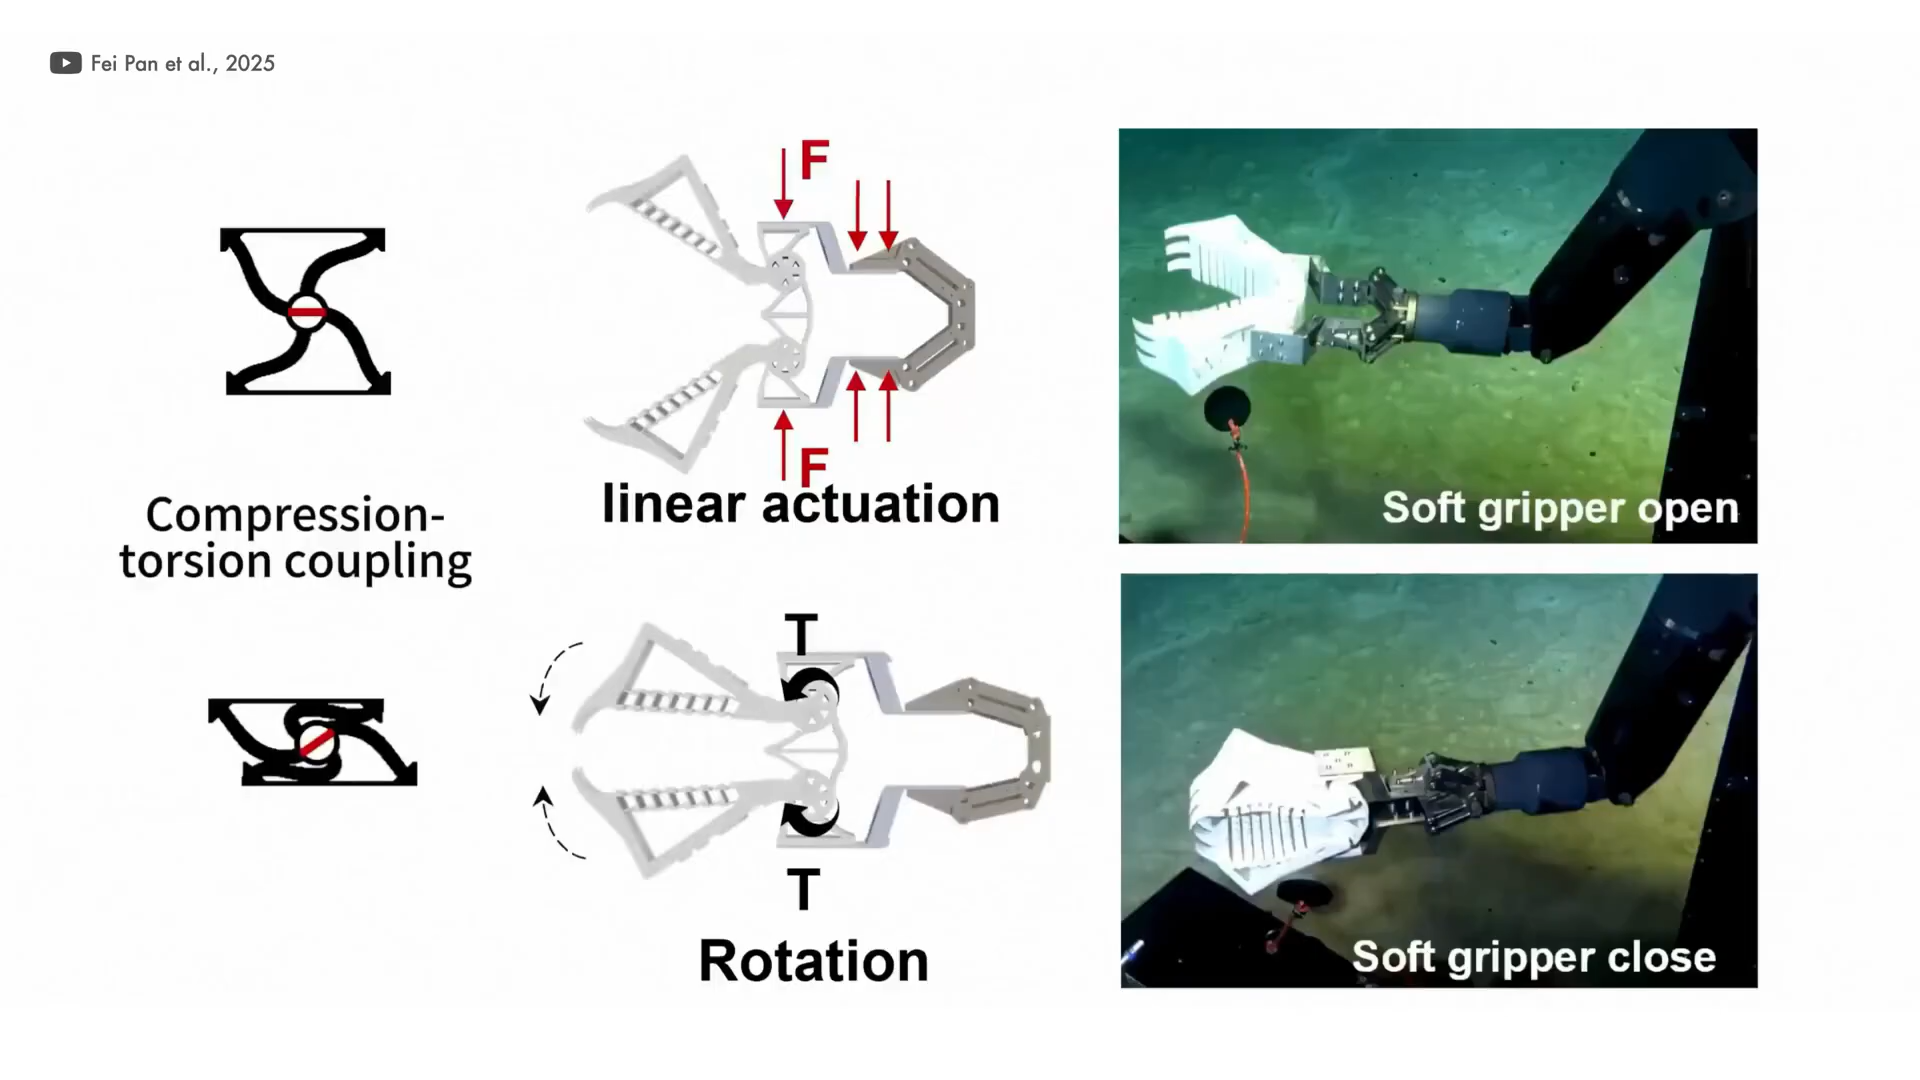 Fei Pan et al., 2025
Compression-
torsion coupling
F
F
linear actuation
T
T
Rotation
Soft gripper open
Soft gripper close